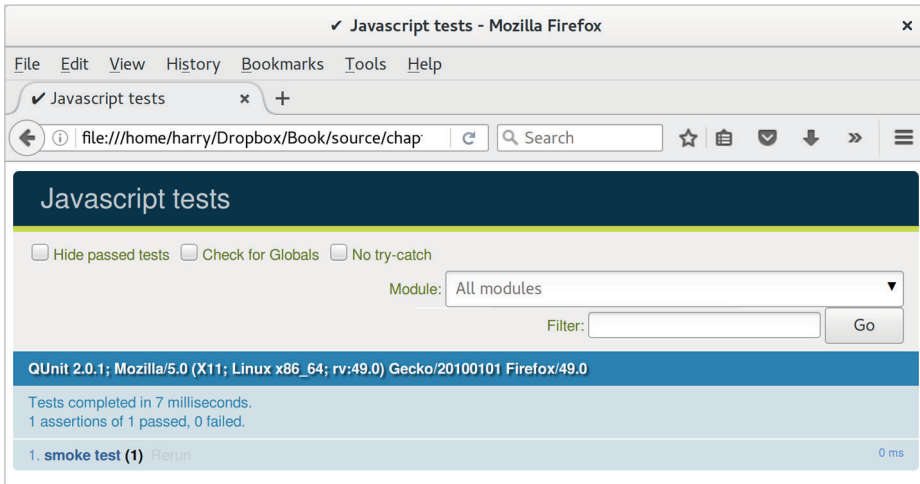 ✔ Javascript tests - Mozilla Firefox ×
File Edit View History Bookmarks Tools Help
✔ Javascript tests × +
file:///home/harry/Dropbox/Book/source/chap Search
Javascript tests
Hide passed tests Check for Globals No try-catch
Module: All modules
Filter: Go
QUnit 2.0.1; Mozilla/5.0 (X11; Linux x86_64; rv:49.0) Gecko/20100101 Firefox/49.0
Tests completed in 7 milliseconds.
1 assertions of 1 passed, 0 failed.
1. smoke test (1) Rerun 0 ms